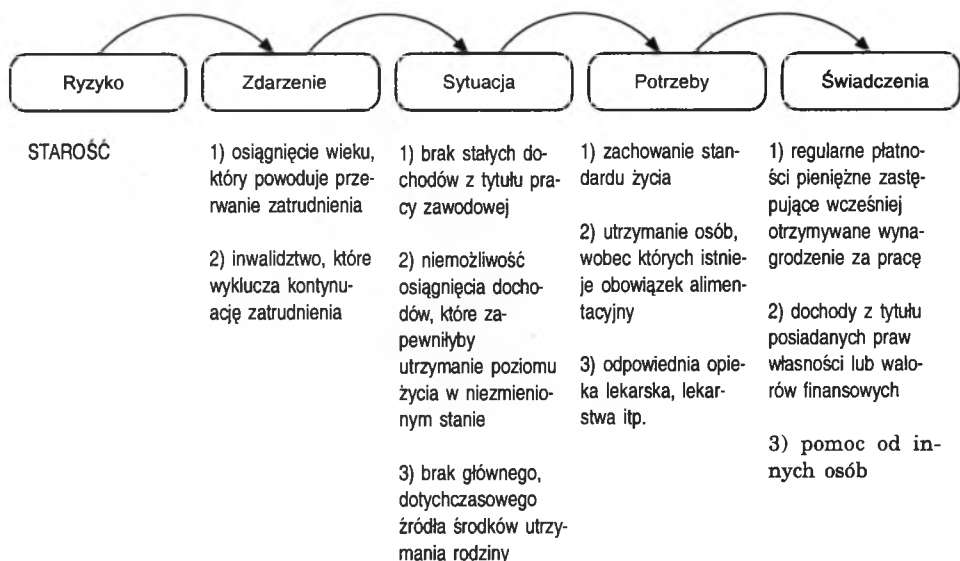 Ryzyko
Zdarzenie
Sytuacja
Potrzeby
Świadczenia
STAROŚĆ
1) osiągnięcie wieku,
który powoduje prze-
rwanie zatrudnienia
2) inwalidztwo, które
wyklucza kontynu-
ację zatrudnienia
1) brak stałych do-
chodów z tytułu pra-
cy zawodowej
2) niemożliwość
osiągnięcia docho-
dów, które za-
pewniłyby
utrzymanie poziomu
życia w niezmienio-
nym stanie
3) brak głównego,
dotychczasowego
źródła środków utrzy-
mania rodziny
1) zachowanie stan-
dardu życia
2) utrzymanie osób,
wobec których istnie-
je obowiązek alimen-
tacyjny
3) odpowiednia opie-
ka lekarska, lekar-
stwa itp.
1) regularne płatno-
ści pieniężne zastę-
pujące wcześniej
otrzymywane wyna-
grodzenie za pracę
2) dochody z tytułu
posiadanych praw
własności lub walo-
rów finansowych
3) pomoc od in-
nych osób